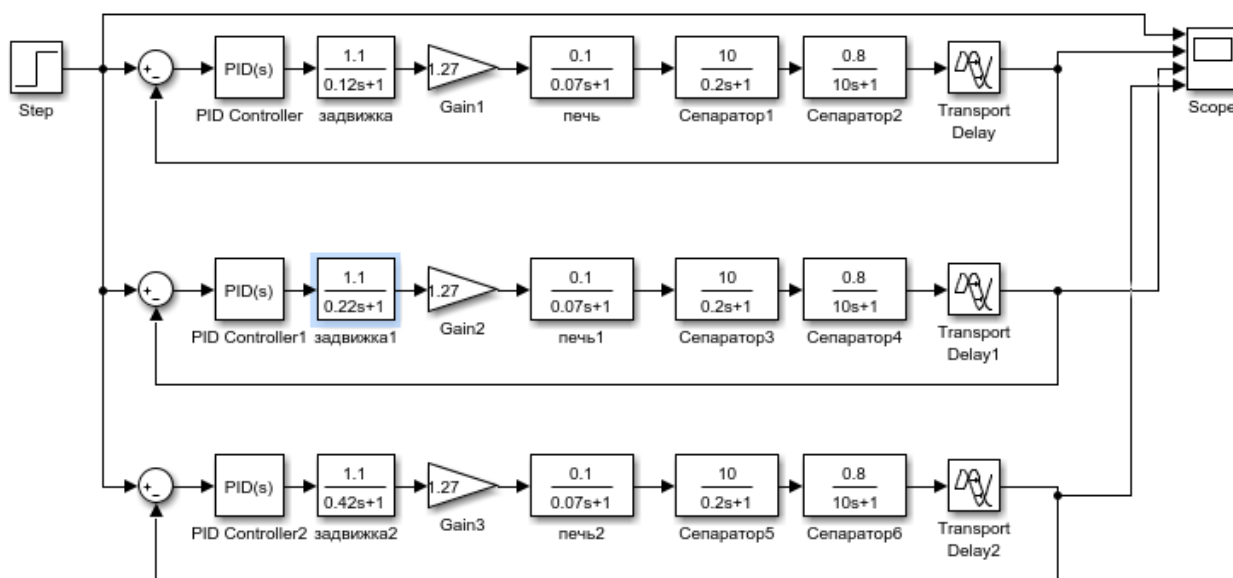 Step
+
-
PID(s)
PID Controller
1.1
0.12s+1
задвижка
1.27
Gain1
0.1
0.07s+1
печь
10
0.2s+1
Сепаратор1
0.8
10s+1
Сепаратор2
Transport
Delay
Scope
+
-
PID(s)
PID Controller1
1.1
0.22s+1
задвижка1
1.27
Gain2
0.1
0.07s+1
печь1
10
0.2s+1
Сепаратор3
0.8
10s+1
Сепаратор4
Transport
Delay1
+
-
PID(s)
PID Controller2
1.1
0.42s+1
задвижка2
1.27
Gain3
0.1
0.07s+1
печь2
10
0.2s+1
Сепаратор5
0.8
10s+1
Сепаратор6
Transport
Delay2